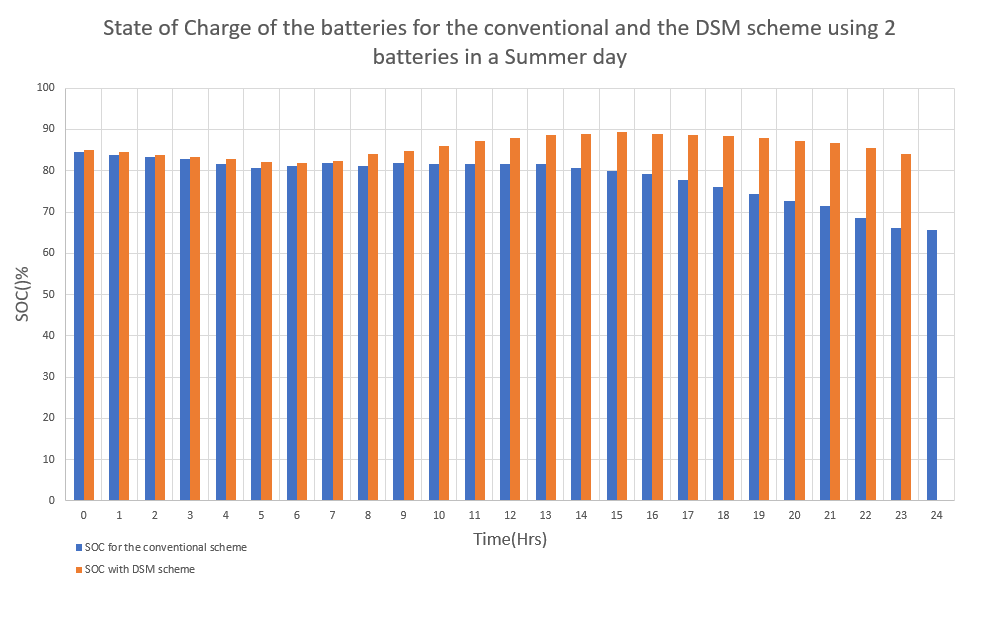 State of Charge of the batteries for the conventional and the DSM scheme using 2
batteries in a Summer day
100
90
80
70
60
50
40
30
20
10
0
SOC()%
0 1 2 3 4 5 6 7 8 9 10 11 12 13 14 15 16 17 18 19 20 21 22 23 24
Time(Hrs)
SOC for the conventional scheme
SOC with DSM scheme